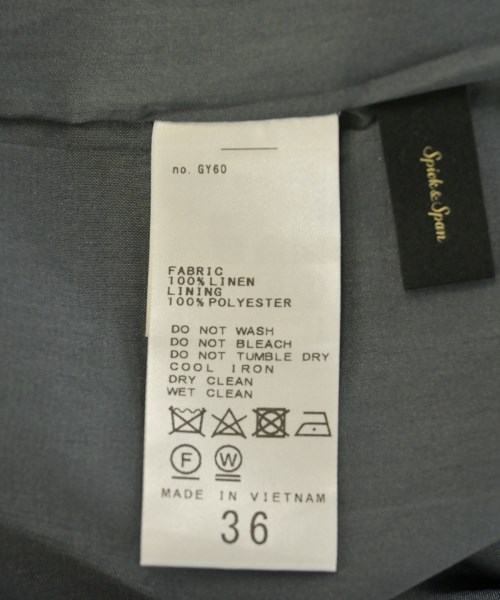 no. GY60
Spick & Span
FABRIC
100% LINEN
LINING
100% POLYESTER
DO NOT WASH
DO NOT BLEACH
DO NOT TUMBLE DRY
COOL IRON
DRY CLEAN
WET CLEAN
F W
MADE IN VIETNAM
36